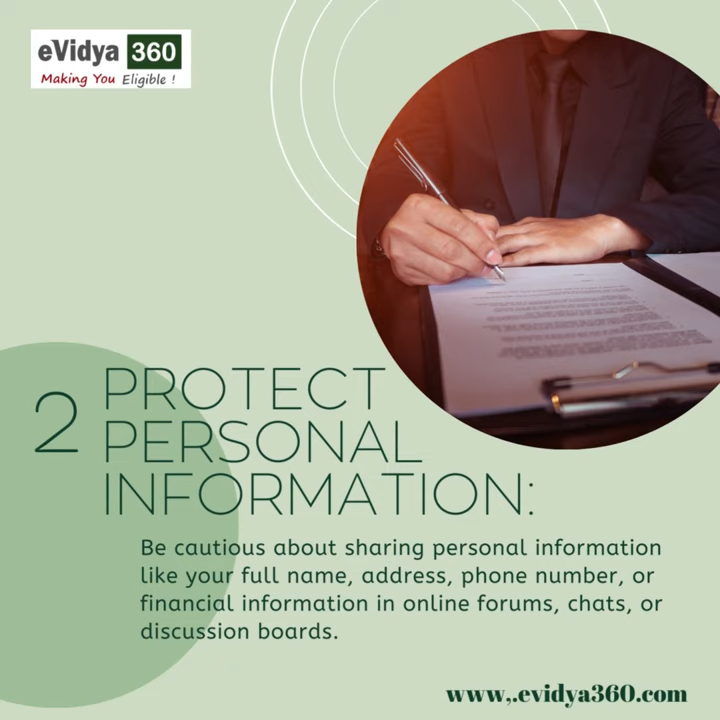 eVidya 360
Making You Eligible !
2
PROTECT
PERSONAL
INFORMATION:
Be cautious about sharing personal information
like your full name, address, phone number, or
financial information in online forums, chats, or
discussion boards.
www,.evidya360.com